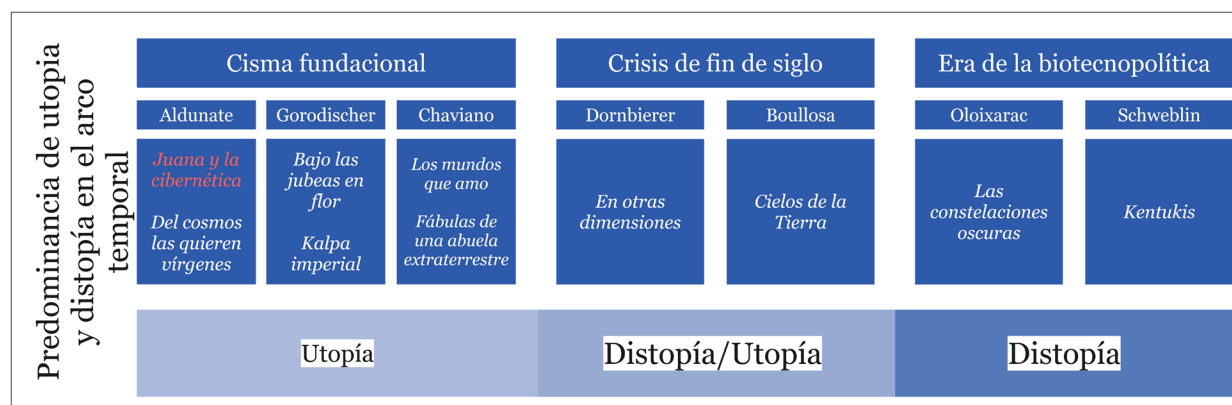 Predominancia de utopia
y distopía en el arco
temporal
Cisma fundacional
Crisis de fin de siglo
Era de la biotecnopolítica
Aldunate
Gorodischer
Chaviano
Dornbierer
Boullosa
Oloixarac
Schweblin
Juana y la
cibernética
Del cosmos
las quieren
vírgenes
Bajo las
jubeas en
flor
Kalpa
imperial
Los mundos
que amo
Fábulas de
una abuela
extraterrestre
En otras
dimensiones
Cielos de la
Tierra
Las
constelaciones
oscuras
Kentukis
Utopía
Distopía/Utopía
Distopía